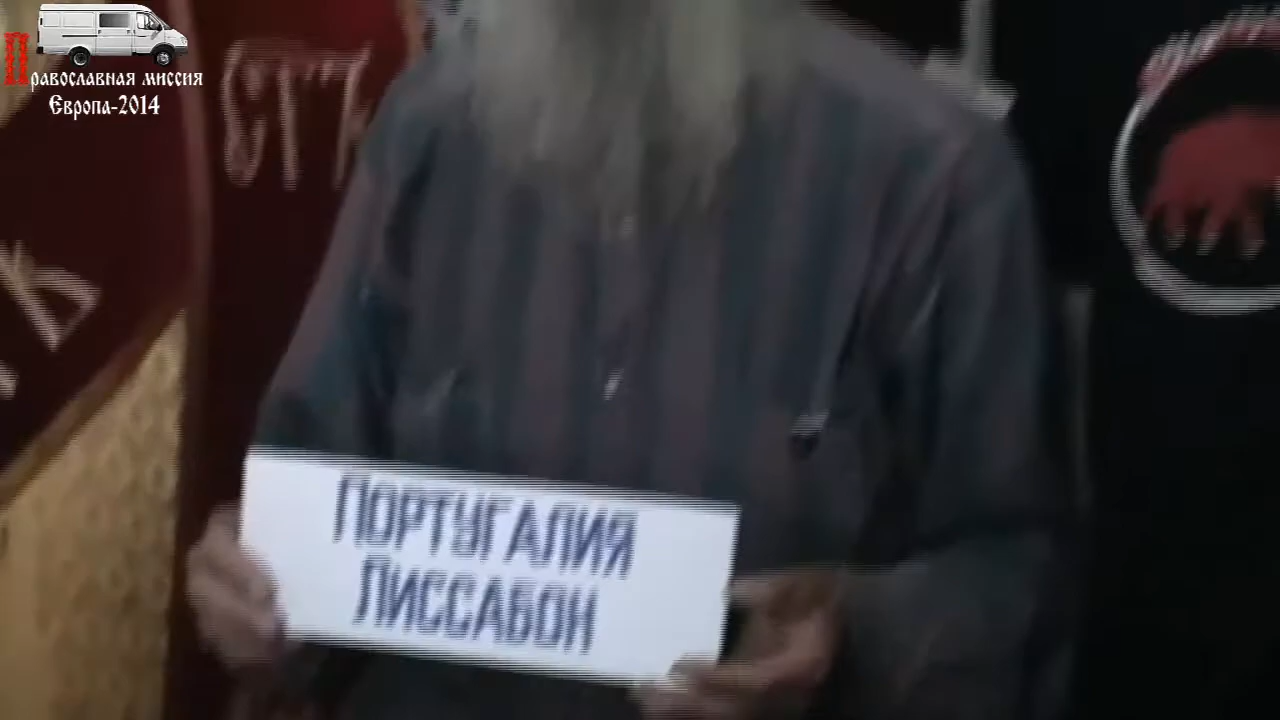 Православная миссия
Европа-2014
ПОРТУГАЛИЯ
ЛИССАБОН